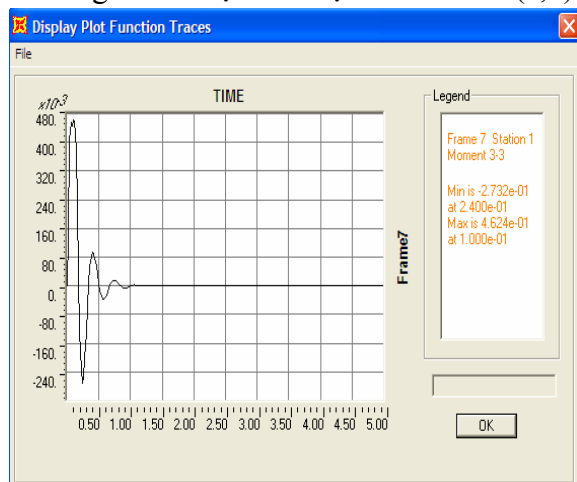 Display Plot Function Traces
File
TIME
x10-3
480.
400.
320.
240.
160.
80.
0.
-80.
-160.
-240.
0.50 1.00 1.50 2.00 2.50 3.00 3.50 4.00 4.50 5.00
Frame7
Legend
Frame 7 Station 1
Moment 3-3
Min is -2.732e-01
at 2.400e-01
Max is 4.624e-01
at 1.000e-01
OK